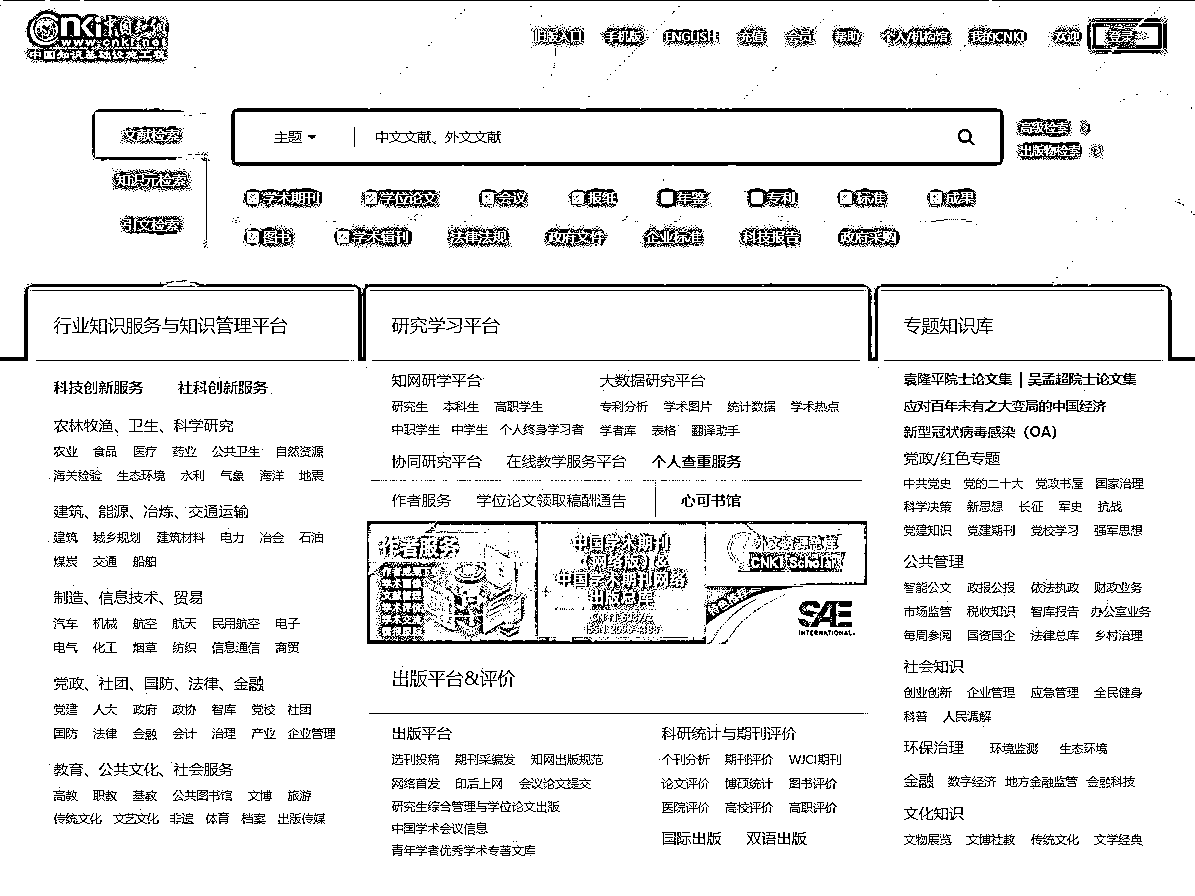 cnki 中国知网
www.cnki.net
中国知识基础设施工程
旧版入口 手机版 ENGLISH 充值 会员 帮助 个人/机构馆 我的CNKI 欢迎 登录
文献检索
知识元检索
引文检索
主题 中文文献、外文文献
高级检索
出版物检索
学术期刊 学位论文 会议 报纸 年鉴 专利 标准 成果
图书 学术辑刊 法律法规 政府文件 企业标准 科技报告 政府采购
行业知识服务与知识管理平台
科技创新服务 社科创新服务
农林牧渔、卫生、科学研究
农业 食品 医疗 药业 公共卫生 自然资源
海关检验 生态环境 水利 气象 海洋 地震
建筑、能源、冶炼、交通运输
建筑 城乡规划 建筑材料 电力 冶金 石油
煤炭 交通 船舶
制造、信息技术、贸易
汽车 机械 航空 航天 民用航空 电子
电气 化工 烟草 纺织 信息通信 商贸
党政、社团、国防、法律、金融
党建 人大 政府 政协 智库 党校 社团
国防 法律 金融 会计 治理 产业 企业管理
教育、公共文化、社会服务
高教 职教 基教 公共图书馆 文博 旅游
传统文化 文艺文化 非遗 体育 档案 出版传媒
研究学习平台
知网研学平台 大数据研究平台
研究生 本科生 高职学生 专利分析 学术图片 统计数据 学术热点
中职学生 中学生 个人终身学习者 学者库 表格 翻译助手
协同研究平台 在线教学服务平台 个人查重服务
作者服务 学位论文领取稿酬通告 心可书馆
作者服务
中国学术期刊
（网络版）&
中国学术期刊网络
出版总库
外文资源总库
CNKI Scholar
SAE
INTERNATIONAL.
出版平台&评价
出版平台 科研统计与期刊评价
选刊投稿 期刊采编发 知网出版规范 个刊分析 期刊评价 WJCI期刊
网络首发 印后上网 会议论文提交 论文评价 博硕统计 图书评价
研究生综合管理与学位论文出版 医院评价 高校评价 高职评价
中国学术会议信息
国际出版 双语出版
青年学者优秀学术专著文库
专题知识库
袁隆平院士论文集 | 吴孟超院士论文集
应对百年未有之大变局的中国经济
新型冠状病毒感染（OA）
党政/红色专题
中共党史 党的二十大 党政书屋 国家治理
科学决策 新思想 长征 军史 抗战
党建知识 党建期刊 党校学习 强军思想
公共管理
智能公文 政报公报 依法执政 财政业务
市场监管 税收知识 智库报告 办公室业务
每周参阅 国资国企 法律总库 乡村治理
社会知识
创业创新 企业管理 应急管理 全民健身
科普 人民调解
环保治理 环境监测 生态环境
金融 数字经济 地方金融监管 金融科技
文化知识
文物展览 文博社教 传统文化 文学经典